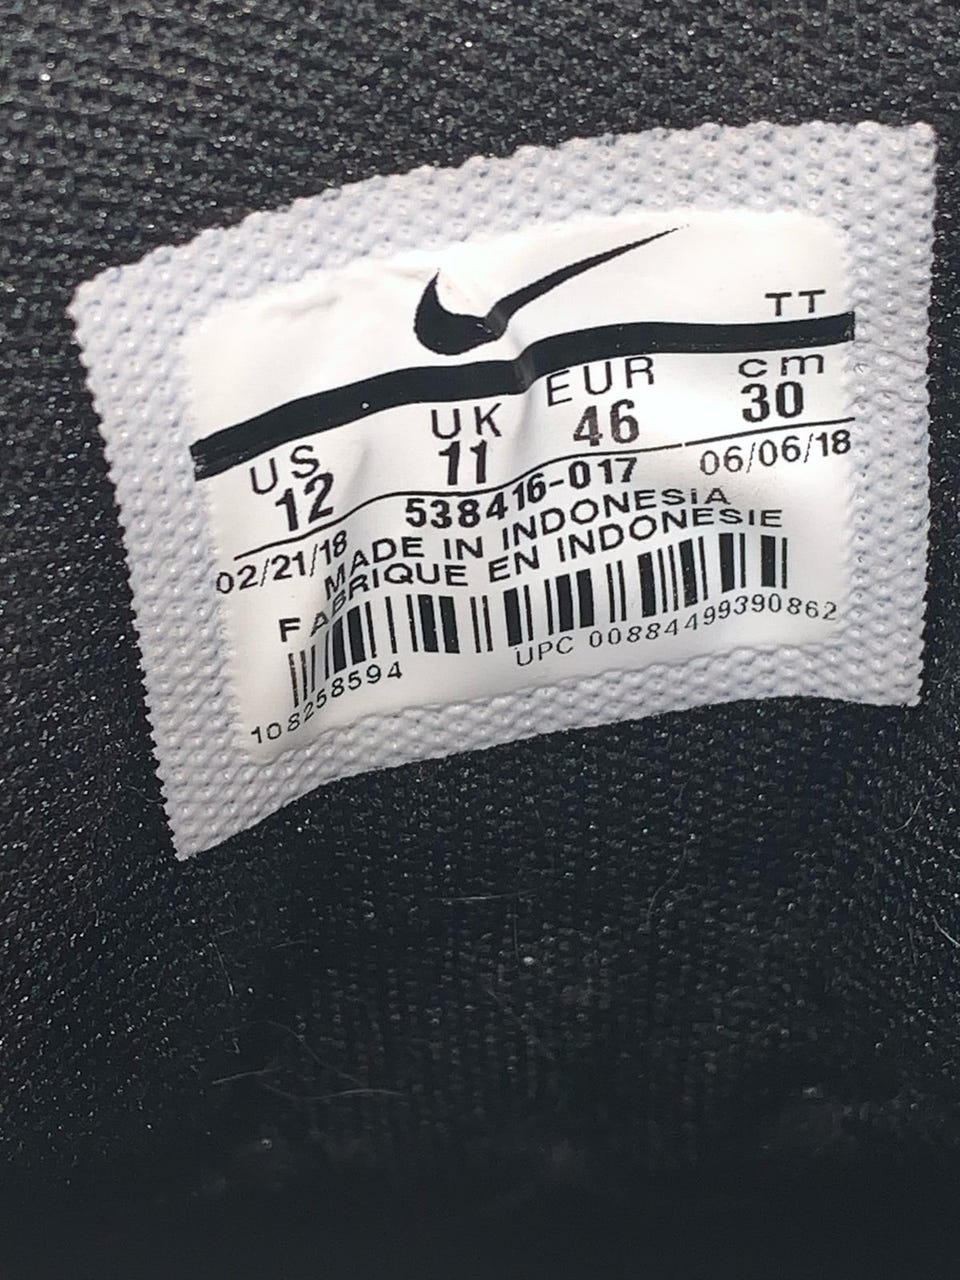 TT
US UK EUR cm
12 11 46 30
02/21/18 538416-017 06/06/18
MADE IN INDONESIA
FABRIQUE EN INDONESIE
108258594 UPC 00884499390862